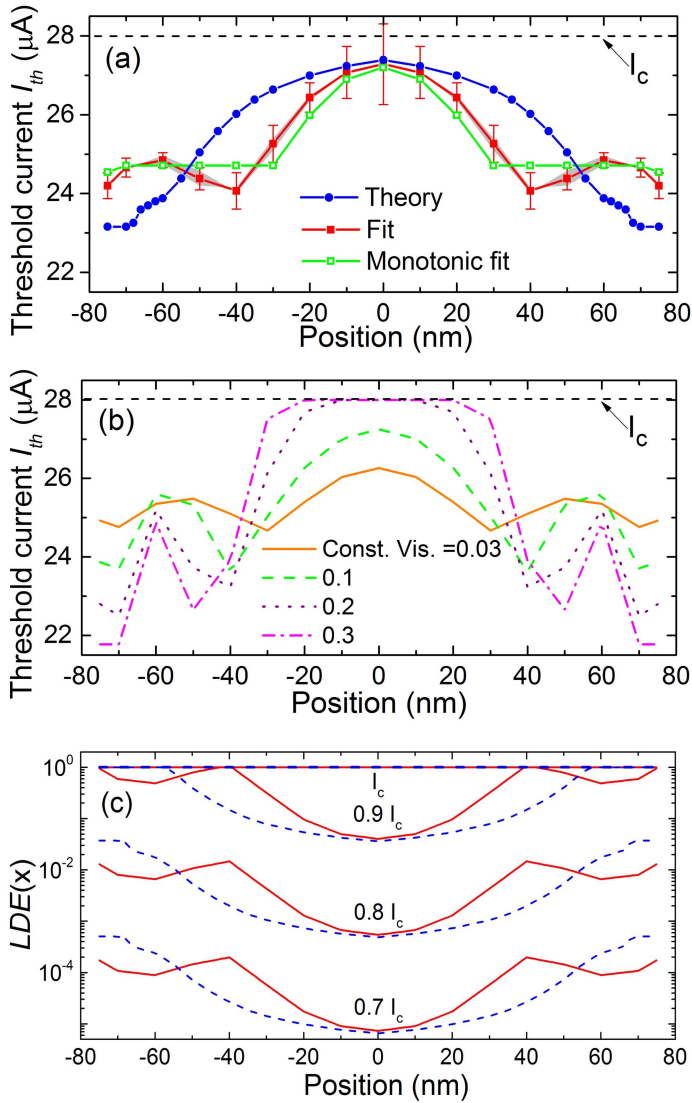 (a)
I_c
Threshold current I_th (μA)
28
26
24
22
Theory
Fit
Monotonic fit
-80 -60 -40 -20 0 20 40 60 80
Position (nm)
(b)
I_c
Threshold current I_th (μA)
28
26
24
22
Const. Vis. =0.03
0.1
0.2
0.3
-80 -60 -40 -20 0 20 40 60 80
Position (nm)
(c)
LDE(x)
10^0
10^-2
10^-4
I_c
0.9 I_c
0.8 I_c
0.7 I_c
-80 -60 -40 -20 0 20 40 60 80
Position (nm)